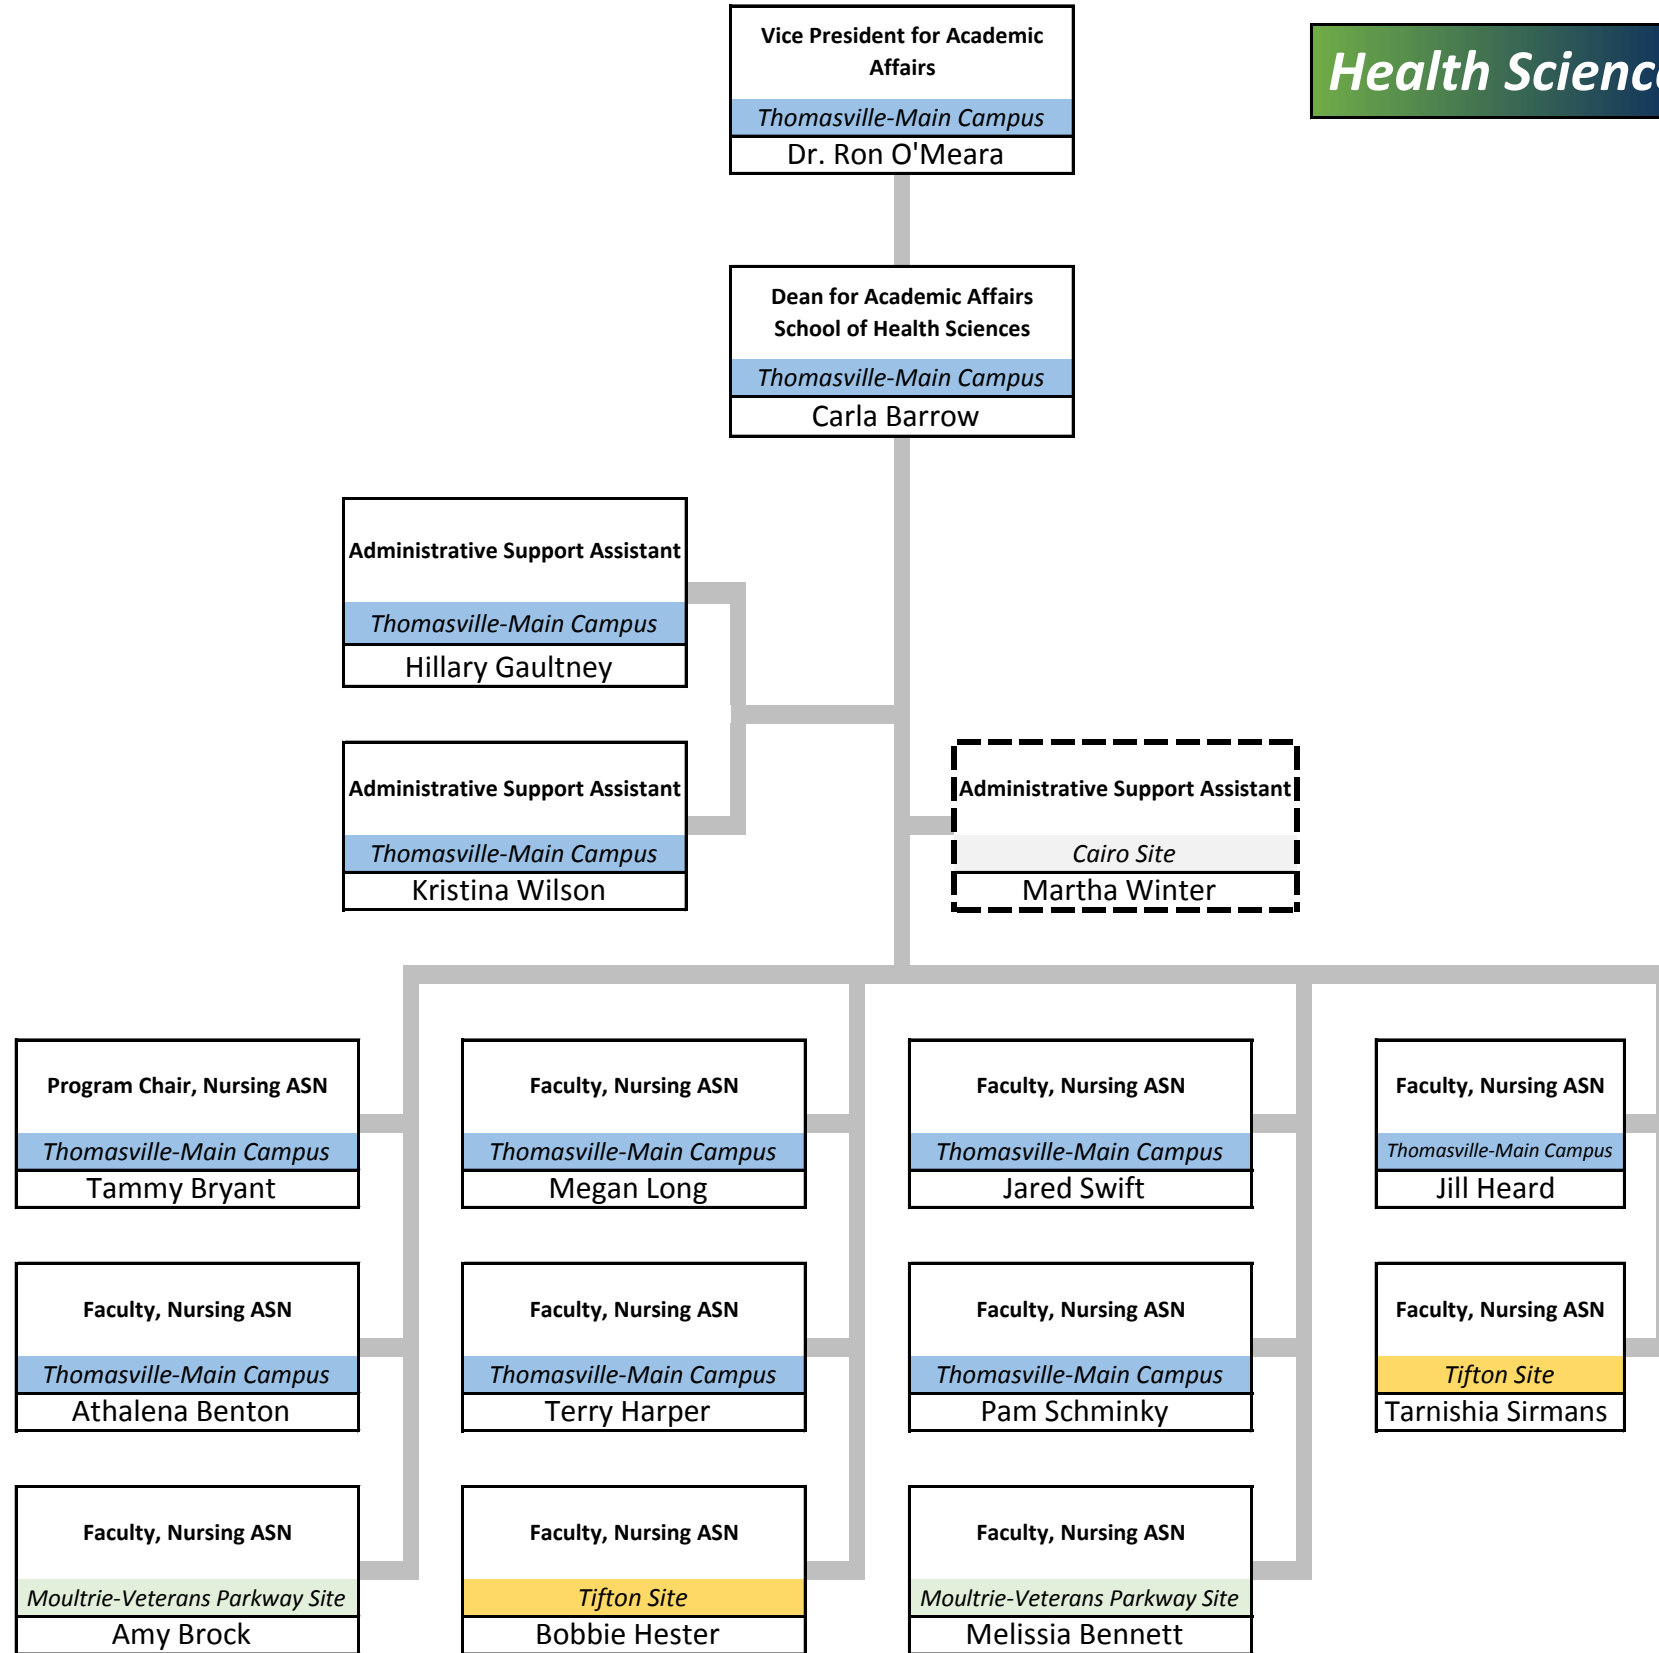 Vice President for Academic
Affairs
Thomasville-Main Campus
Dr. Ron O'Meara
Health Scienc
Dean for Academic Affairs
School of Health Sciences
Thomasville-Main Campus
Carla Barrow
Administrative Support Assistant
Thomasville-Main Campus
Hillary Gaultney
Administrative Support Assistant
Thomasville-Main Campus
Kristina Wilson
Administrative Support Assistant
Cairo Site
Martha Winter
Program Chair, Nursing ASN
Thomasville-Main Campus
Tammy Bryant
Faculty, Nursing ASN
Thomasville-Main Campus
Megan Long
Faculty, Nursing ASN
Thomasville-Main Campus
Jared Swift
Faculty, Nursing ASN
Thomasville-Main Campus
Jill Heard
Faculty, Nursing ASN
Thomasville-Main Campus
Athalena Benton
Faculty, Nursing ASN
Thomasville-Main Campus
Terry Harper
Faculty, Nursing ASN
Thomasville-Main Campus
Pam Schminky
Faculty, Nursing ASN
Tifton Site
Tarnishia Sirmans
Faculty, Nursing ASN
Moultrie-Veterans Parkway Site
Amy Brock
Faculty, Nursing ASN
Tifton Site
Bobbie Hester
Faculty, Nursing ASN
Moultrie-Veterans Parkway Site
Melissia Bennett